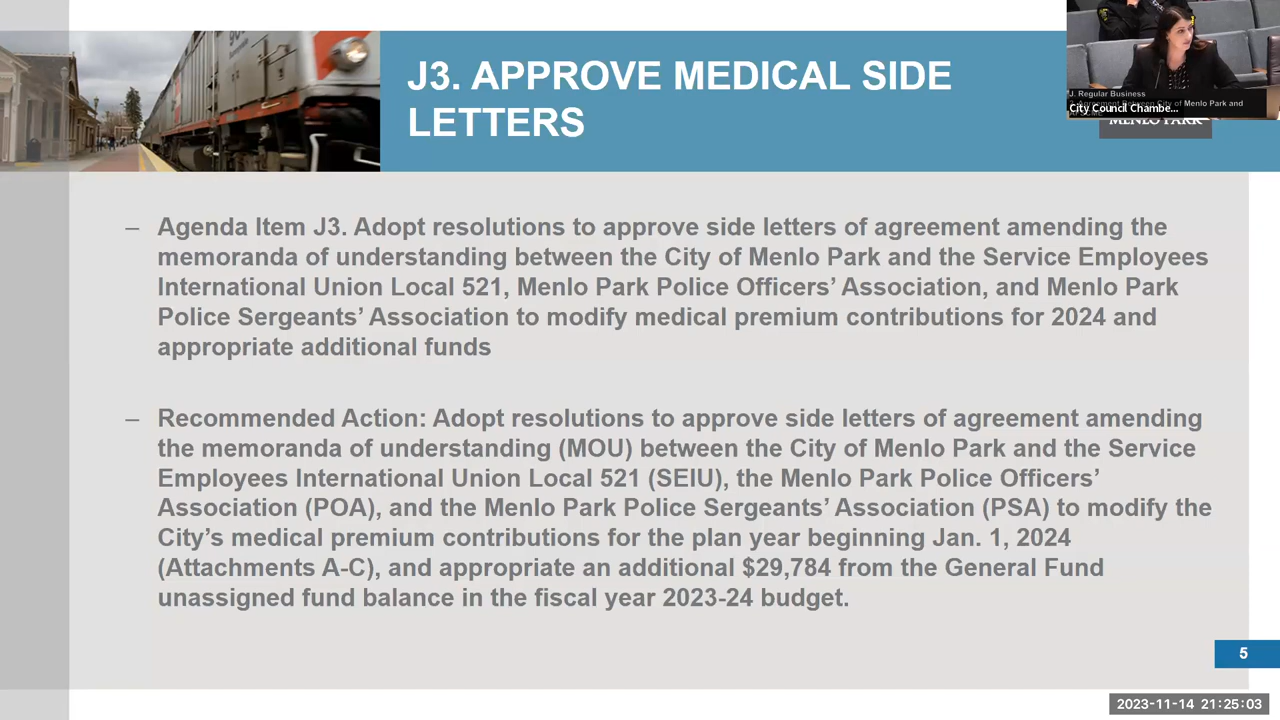 J3. APPROVE MEDICAL SIDE
LETTERS
J. Regular Business
City Council Chambe...
MENLO PARK
– Agenda Item J3. Adopt resolutions to approve side letters of agreement amending the
memoranda of understanding between the City of Menlo Park and the Service Employees
International Union Local 521, Menlo Park Police Officers’ Association, and Menlo Park
Police Sergeants’ Association to modify medical premium contributions for 2024 and
appropriate additional funds
– Recommended Action: Adopt resolutions to approve side letters of agreement amending
the memoranda of understanding (MOU) between the City of Menlo Park and the Service
Employees International Union Local 521 (SEIU), the Menlo Park Police Officers’
Association (POA), and the Menlo Park Police Sergeants’ Association (PSA) to modify the
City’s medical premium contributions for the plan year beginning Jan. 1, 2024
(Attachments A-C), and appropriate an additional $29,784 from the General Fund
unassigned fund balance in the fiscal year 2023-24 budget.
5
2023-11-14 21:25:03